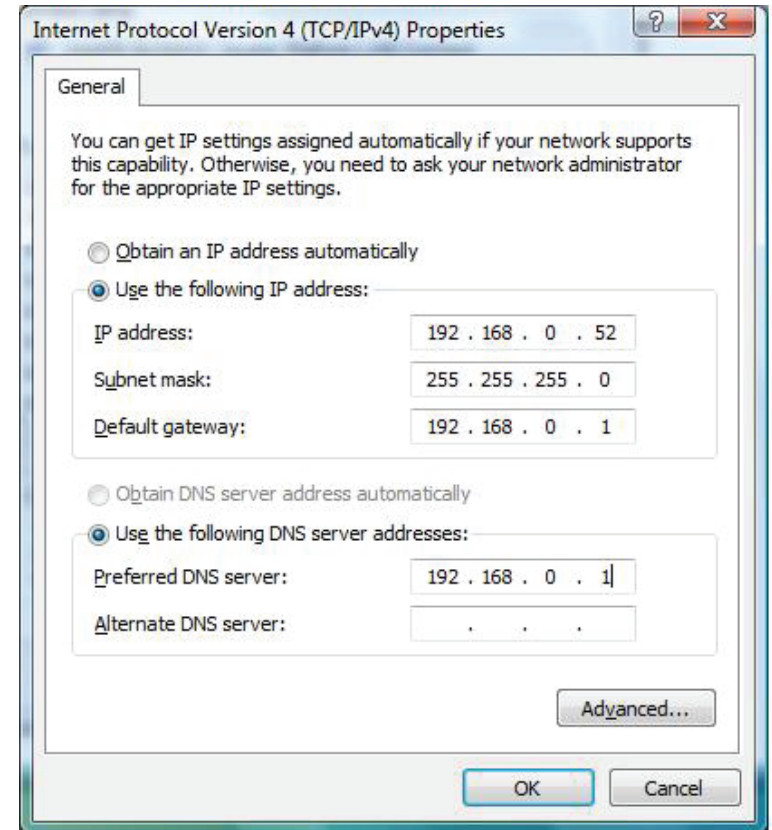 Internet Protocol Version 4 (TCP/IPv4) Properties
?
X
General
You can get IP settings assigned automatically if your network supports
this capability. Otherwise, you need to ask your network administrator
for the appropriate IP settings.
Obtain an IP address automatically
Use the following IP address:
IP address: 192 . 168 . 0 . 52
Subnet mask: 255 . 255 . 255 . 0
Default gateway: 192 . 168 . 0 . 1
Obtain DNS server address automatically
Use the following DNS server addresses:
Preferred DNS server: 192 . 168 . 0 . 1
Alternate DNS server: . . .
Advanced...
OK Cancel